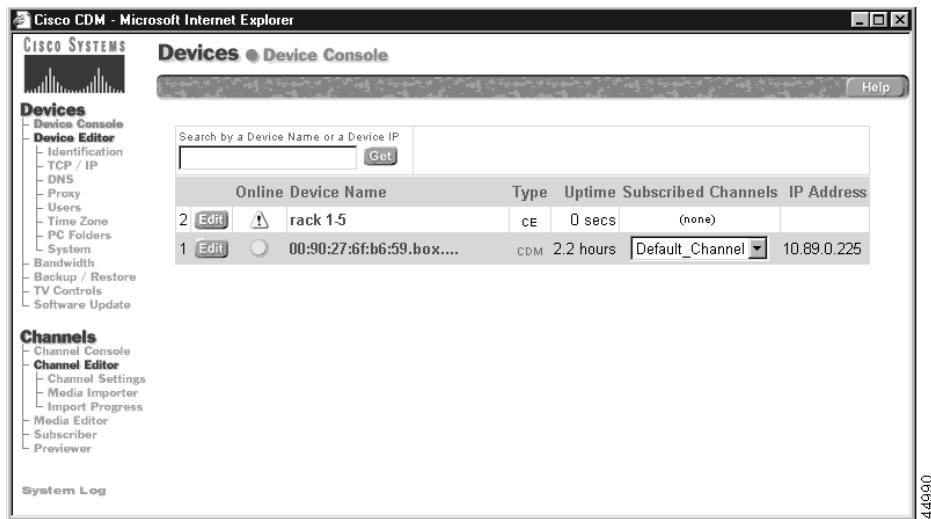 Cisco CDM - Microsoft Internet Explorer
CISCO SYSTEMS
Devices Device Console
Help
Devices
Device Console
Device Editor
Identification
TCP / IP
DNS
Proxy
Users
Time Zone
PC Folders
System
Bandwidth
Backup / Restore
TV Controls
Software Update
Channels
Channel Console
Channel Editor
Channel Settings
Media Importer
Import Progress
Media Editor
Subscriber
Previewer
System Log
Search by a Device Name or a Device IP
Get
Online Device Name Type Uptime Subscribed Channels IP Address
2 Edit rack 1-5 CE 0 secs (none)
1 Edit 00:90:27:6f:b6:59.box.... CDM 2.2 hours Default_Channel 10.89.0.225
44990